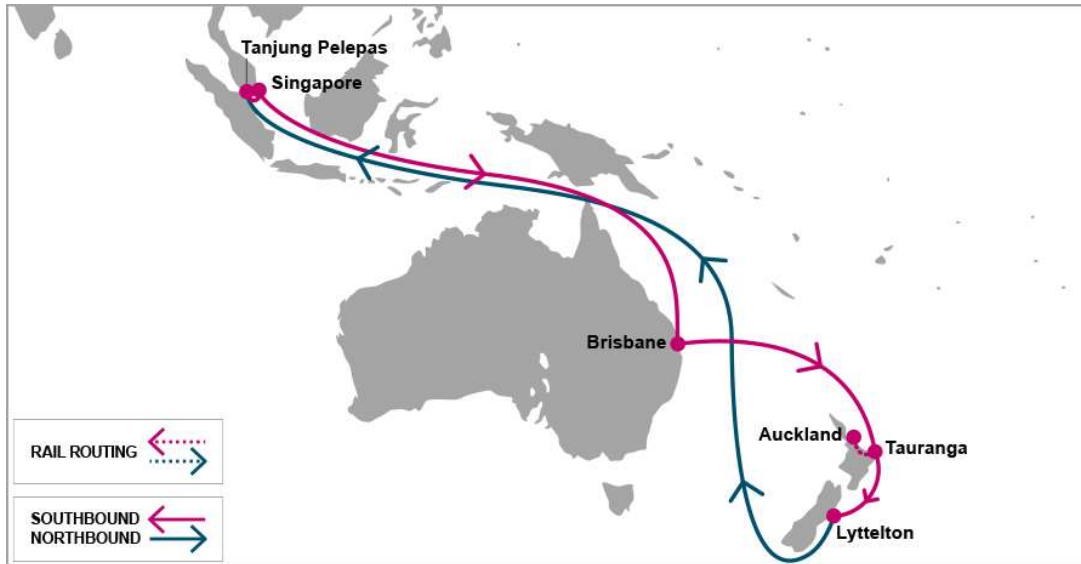 Tanjung Pelepas
Singapore
Brisbane
Auckland
Tauranga
Lyttelton
RAIL ROUTING
SOUTHBOUND
NORTHBOUND